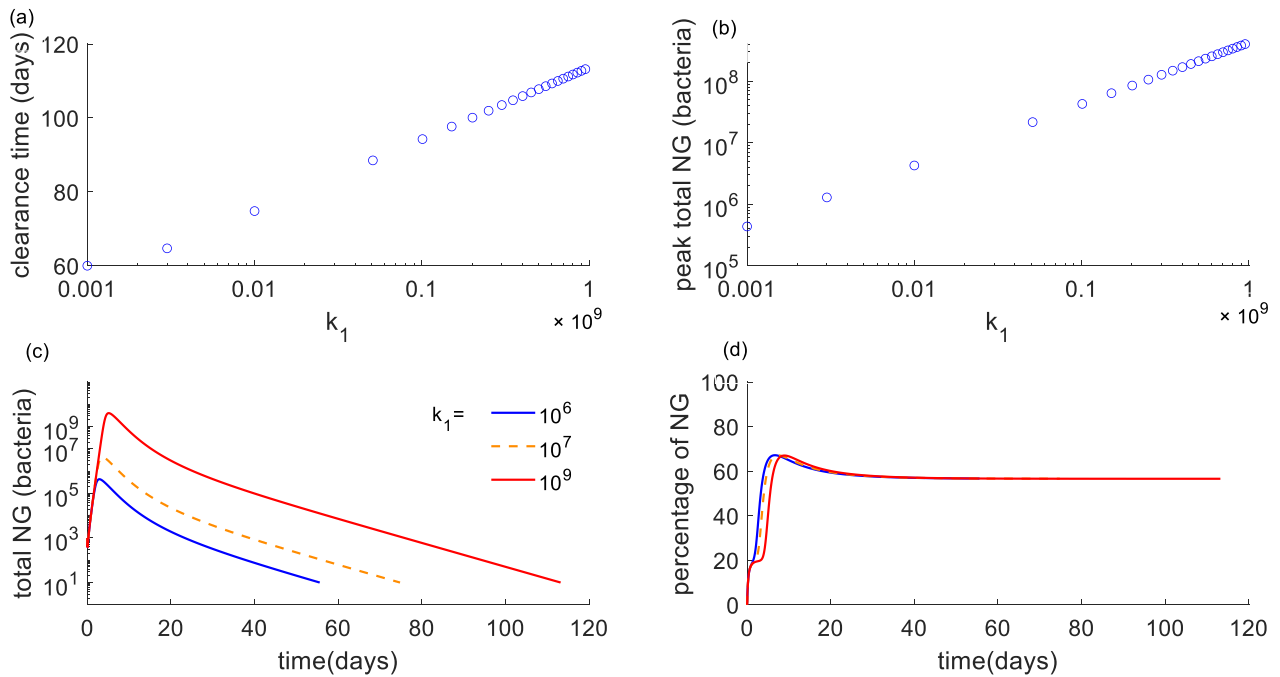 (a)
clearance time (days)
120
100
80
60
0.001
0.01
0.1
1
k1
× 10^9
(b)
peak total NG (bacteria)
10^8
10^7
10^6
10^5
0.001
0.01
0.1
1
k1
× 10^9
(c)
total NG (bacteria)
10^9
10^7
10^5
10^3
10^1
0 20 40 60 80 100 120
time(days)
k1=
10^6
10^7
10^9
(d)
percentage of NG
100
80
60
40
20
0
0 20 40 60 80 100 120
time(days)